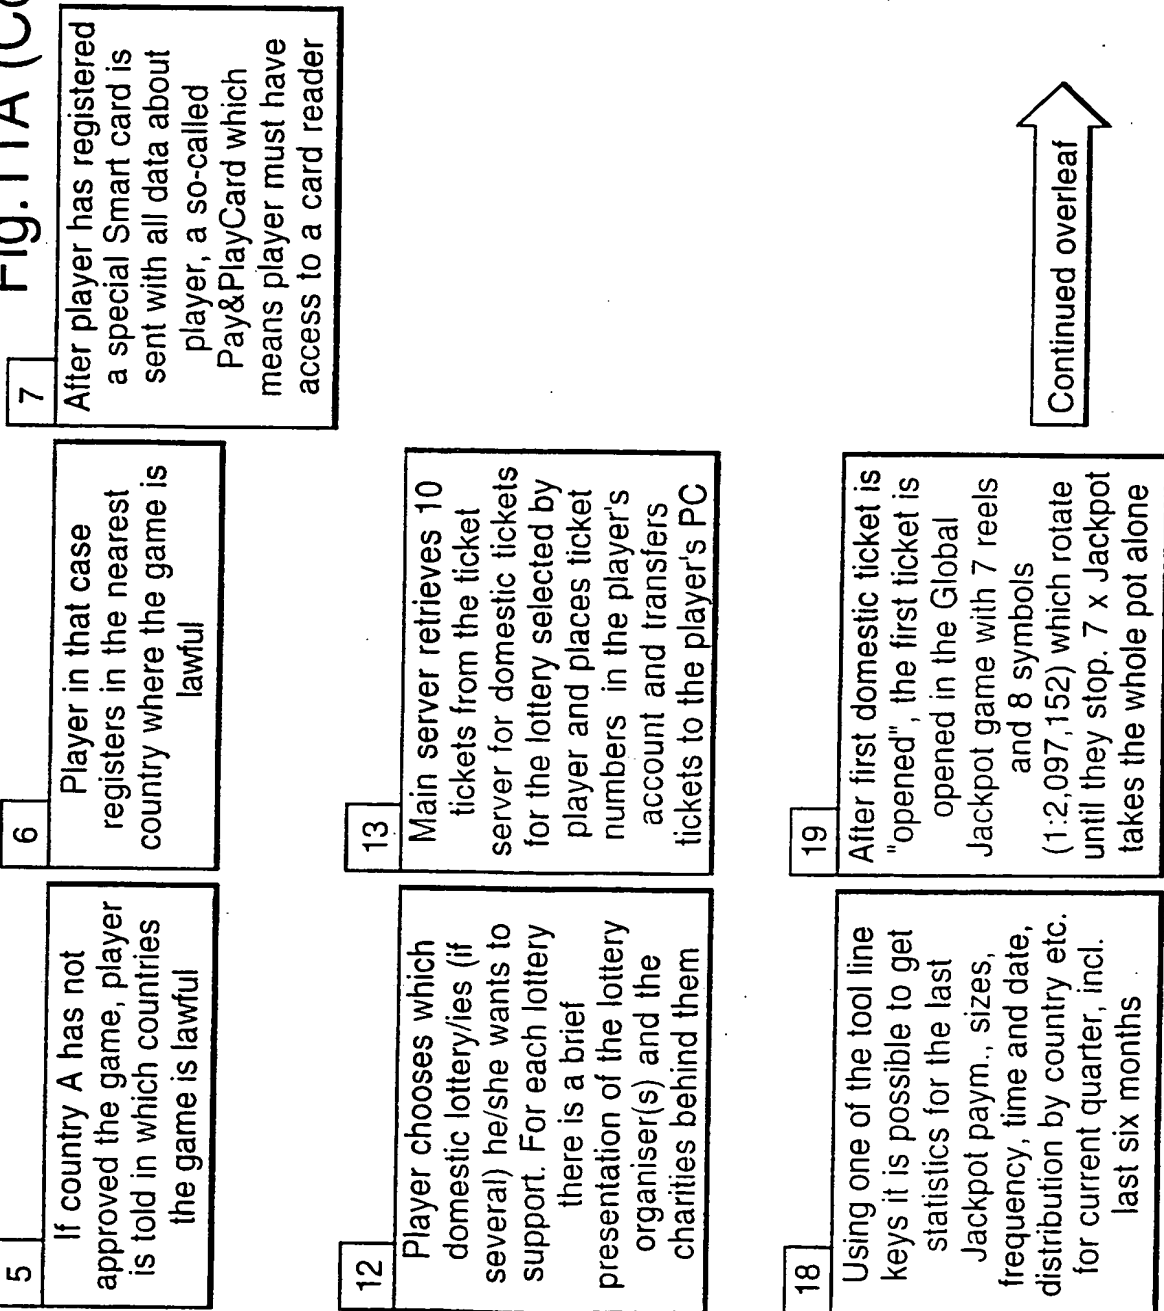 Fig.11A (Co
5
If country A has not
approved the game, player
is told in which countries
the game is lawful
6
Player in that case
registers in the nearest
country where the game is
lawful
7
After player has registered
a special Smart card is
sent with all data about
player, a so-called
Pay&PlayCard which
means player must have
access to a card reader
12
Player chooses which
domestic lottery/ies (if
several) he/she wants to
support. For each lottery
there is a brief
presentation of the lottery
organiser(s) and the
charities behind them
13
Main server retrieves 10
tickets from the ticket
server for domestic tickets
for the lottery selected by
player and places ticket
numbers in the player's
account and transfers
tickets to the player's PC
18
Using one of the tool line
keys it is possible to get
statistics for the last
Jackpot paym., sizes,
frequency, time and date,
distribution by country etc.
for current quarter, incl.
last six months
19
After first domestic ticket is
"opened", the first ticket is
opened in the Global
Jackpot game with 7 reels
and 8 symbols
(1:2,097,152) which rotate
until they stop. 7 x Jackpot
takes the whole pot alone
Continued overleaf